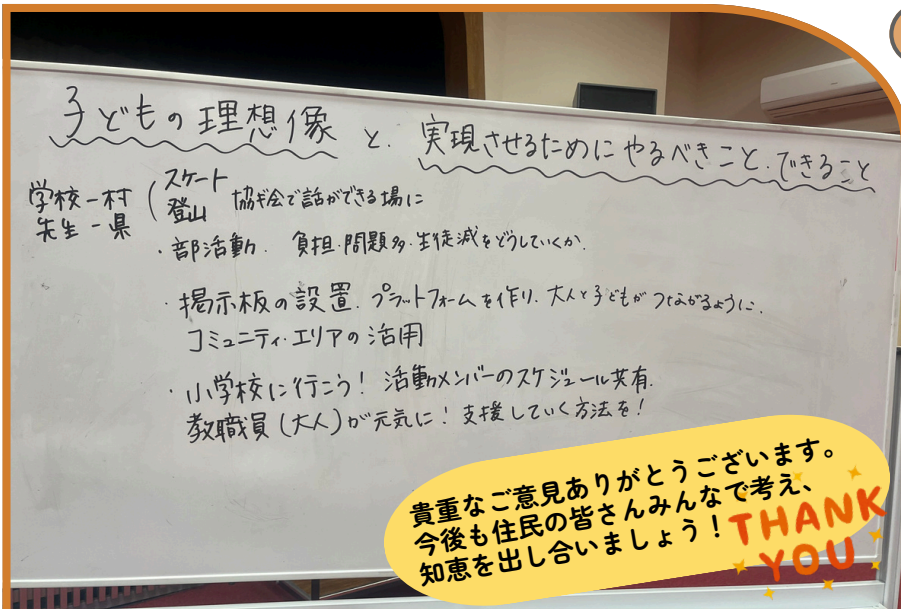 子どもの理想像 と. 実現させるためにやるべきこと.できること
学校ー村 ( スケート
先生ー県 登山 協ギ会で話ができる場に
・部活動. 負担・問題多・生徒減をどうしていくか.
・掲示板の設置. プラットフォームを作り. 大人と子どもがつながるように.
コミュニティ・エリアの活用
・小学校に行こう! 活動メンバーのスケジュール共有.
教職員(大人)が元気に! 支援していく方法を!
貴重なご意見ありがとうございます。
今後も住民の皆さんみんなで考え、
知恵を出し合いましょう!
THANK
YOU